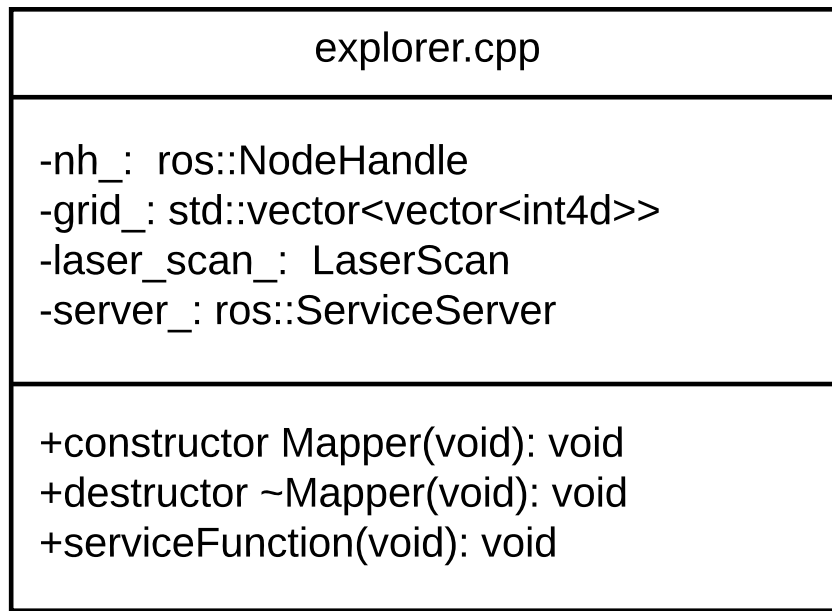 explorer.cpp
-nh_:  ros::NodeHandle
-grid_: std::vector<vector<int4d>>
-laser_scan_:  LaserScan
-server_: ros::ServiceServer
+constructor Mapper(void): void
+destructor ~Mapper(void): void
+serviceFunction(void): void